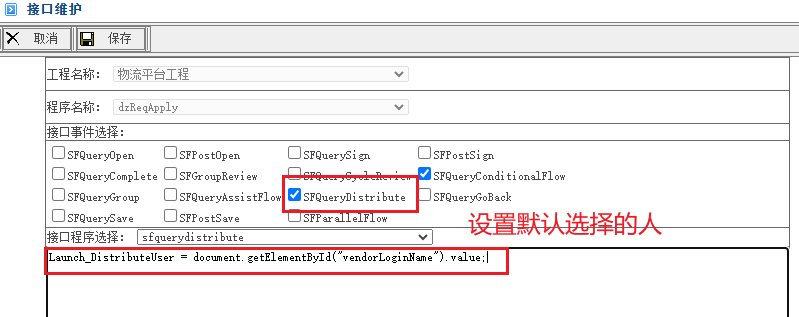 接口维护
取消 保存
工程名称: 物流平台工程
程序名称: dzReqApply
接口事件选择:
SFQueryOpen SFPostOpen SFQuerySign SFPostSign
SFQueryComplete SFGroupReview SFQueryCycleReview SFQueryConditionalFlow
SFQueryGroup SFQueryAssistFlow SFQueryDistribute SFQueryGoBack
SFQuerySave SFPostSave SFParallelFlow
设置默认选择的人
接口程序选择: sfquerydistribute
Launch_DistributeUser = document.getElementById("vendorLoginName").value;